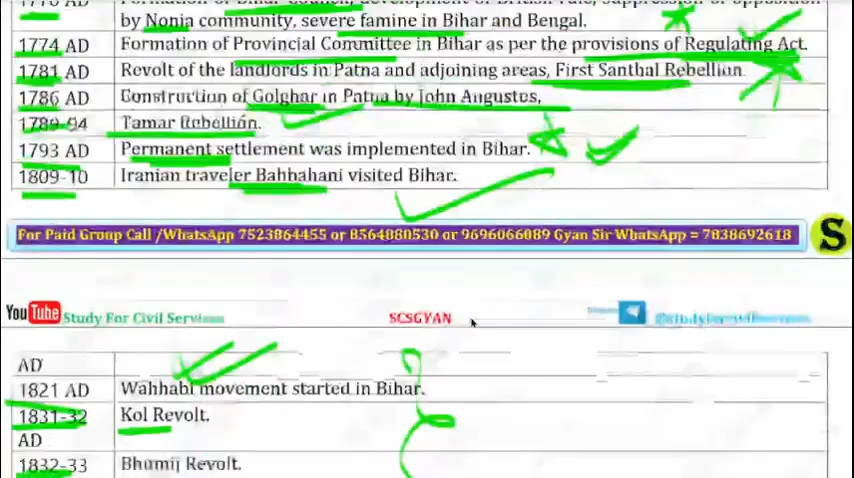 by Nonia community, severe famine in Bihar and Bengal.
1774 AD Formation of Provincial Committee in Bihar as per the provisions of Regulating Act.
1781 AD Revolt of the landlords in Patna and adjoining areas, First Santhal Rebellion.
1786 AD Construction of Golghar in Patna by John Augustes,
1789-94 Tamar Rebellion.
1793 AD Permanent settlement was implemented in Bihar.
1809-10 Iranian traveler Bahbahani visited Bihar.
For Paid Group Call /WhatsApp 7523864455 or 8564880530 or 9696066089 Gyan Sir WhatsApp = 7838692618
S
YouTube Study For Civil Services SCSGYAN Telegram
AD
1821 AD Wahhabi movement started in Bihar.
1831-32 Kol Revolt.
AD
1832-33 Bhumij Revolt.